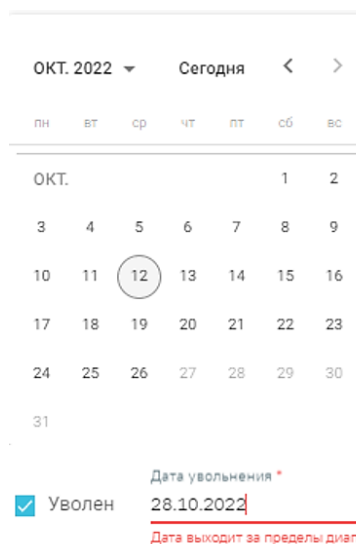 ОКТ. 2022 Сегодня
пн вт ср чт пт сб вс
ОКТ. 1 2
3 4 5 6 7 8 9
10 11 12 13 14 15 16
17 18 19 20 21 22 23
24 25 26 27 28 29 30
31
Дата увольнения *
Уволен 28.10.2022
Дата выходит за пределы диап